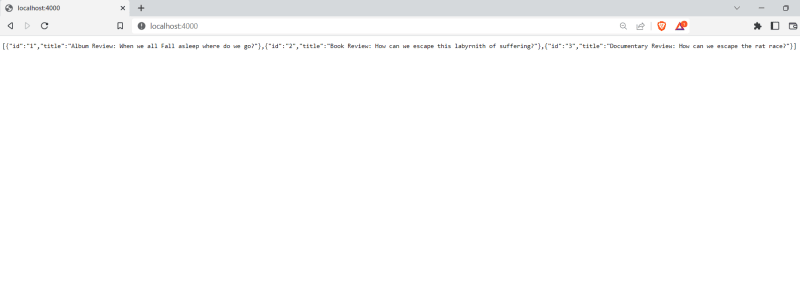 localhost:4000
localhost:4000
[{"id":"1","title":"Album Review: When we all Fall asleep where do we go?"},{"id":"2","title":"Book Review: How can we escape this labyrnith of suffering?"},{"id":"3","title":"Documentary Review: How can we escape the rat race?"}]